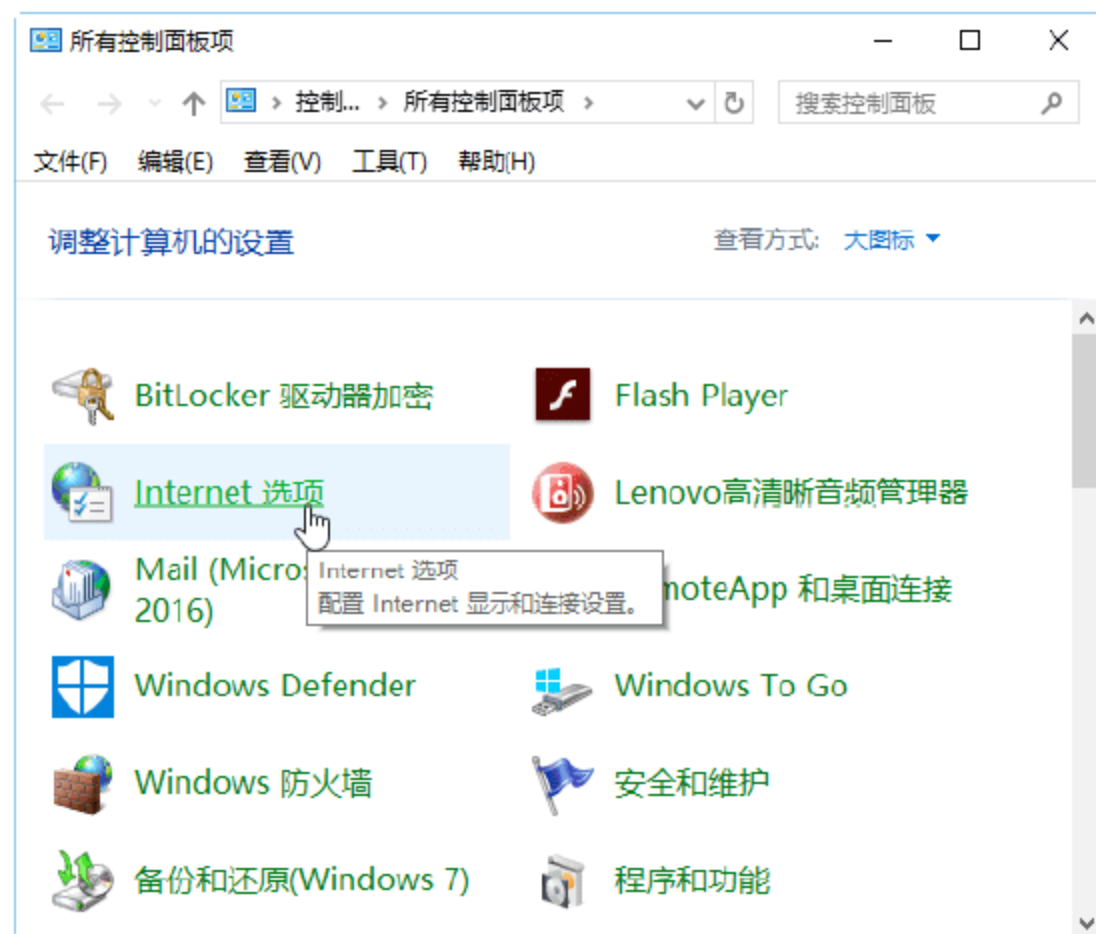 所有控制面板项
控制... 所有控制面板项 搜索控制面板
文件(F) 编辑(E) 查看(V) 工具(T) 帮助(H)
调整计算机的设置 查看方式: 大图标
BitLocker 驱动器加密 Flash Player
Internet 选项 Lenovo高清晰音频管理器
Mail (Micros
2016)
Internet 选项
配置 Internet 显示和连接设置。
moteApp 和桌面连接
Windows Defender Windows To Go
Windows 防火墙 安全和维护
备份和还原(Windows 7) 程序和功能